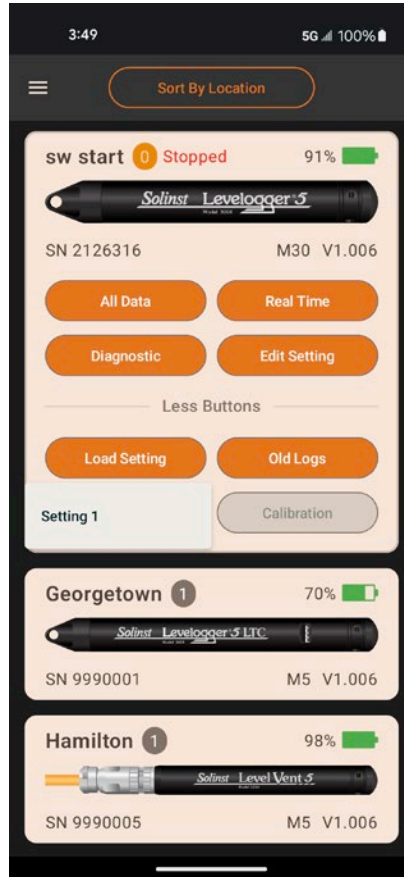 3:49 5G 100%
Sort By Location
sw start 0 Stopped 91%
Solinst Levelogger 5
SN 2126316 M30 V1.006
All Data Real Time
Diagnostic Edit Setting
Less Buttons
Load Setting Old Logs
Setting 1 Calibration
Georgetown 1 70%
Solinst Levelogger 5 LTC
SN 9990001 M5 V1.006
Hamilton 1 98%
Solinst Level Vent 5
SN 9990005 M5 V1.006